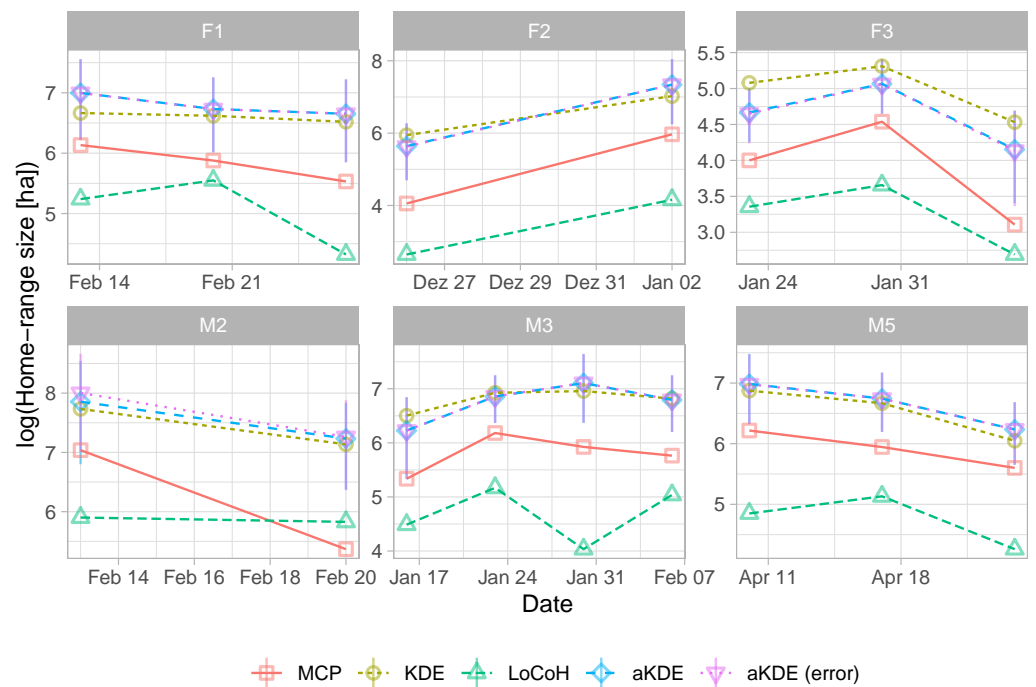 F1 F2 F3
log(Home−range size [ha])
7
6
5
8
6
4
5.5
5.0
4.5
4.0
3.5
3.0
Feb 14 Feb 21
Dez 27 Dez 29 Dez 31 Jan 02
Jan 24 Jan 31
M2 M3 M5
8
7
6
7
6
5
4
7
6
5
Feb 14 Feb 16 Feb 18 Feb 20
Jan 17 Jan 24 Jan 31 Feb 07
Apr 11 Apr 18
Date
MCP KDE LoCoH aKDE aKDE (error)